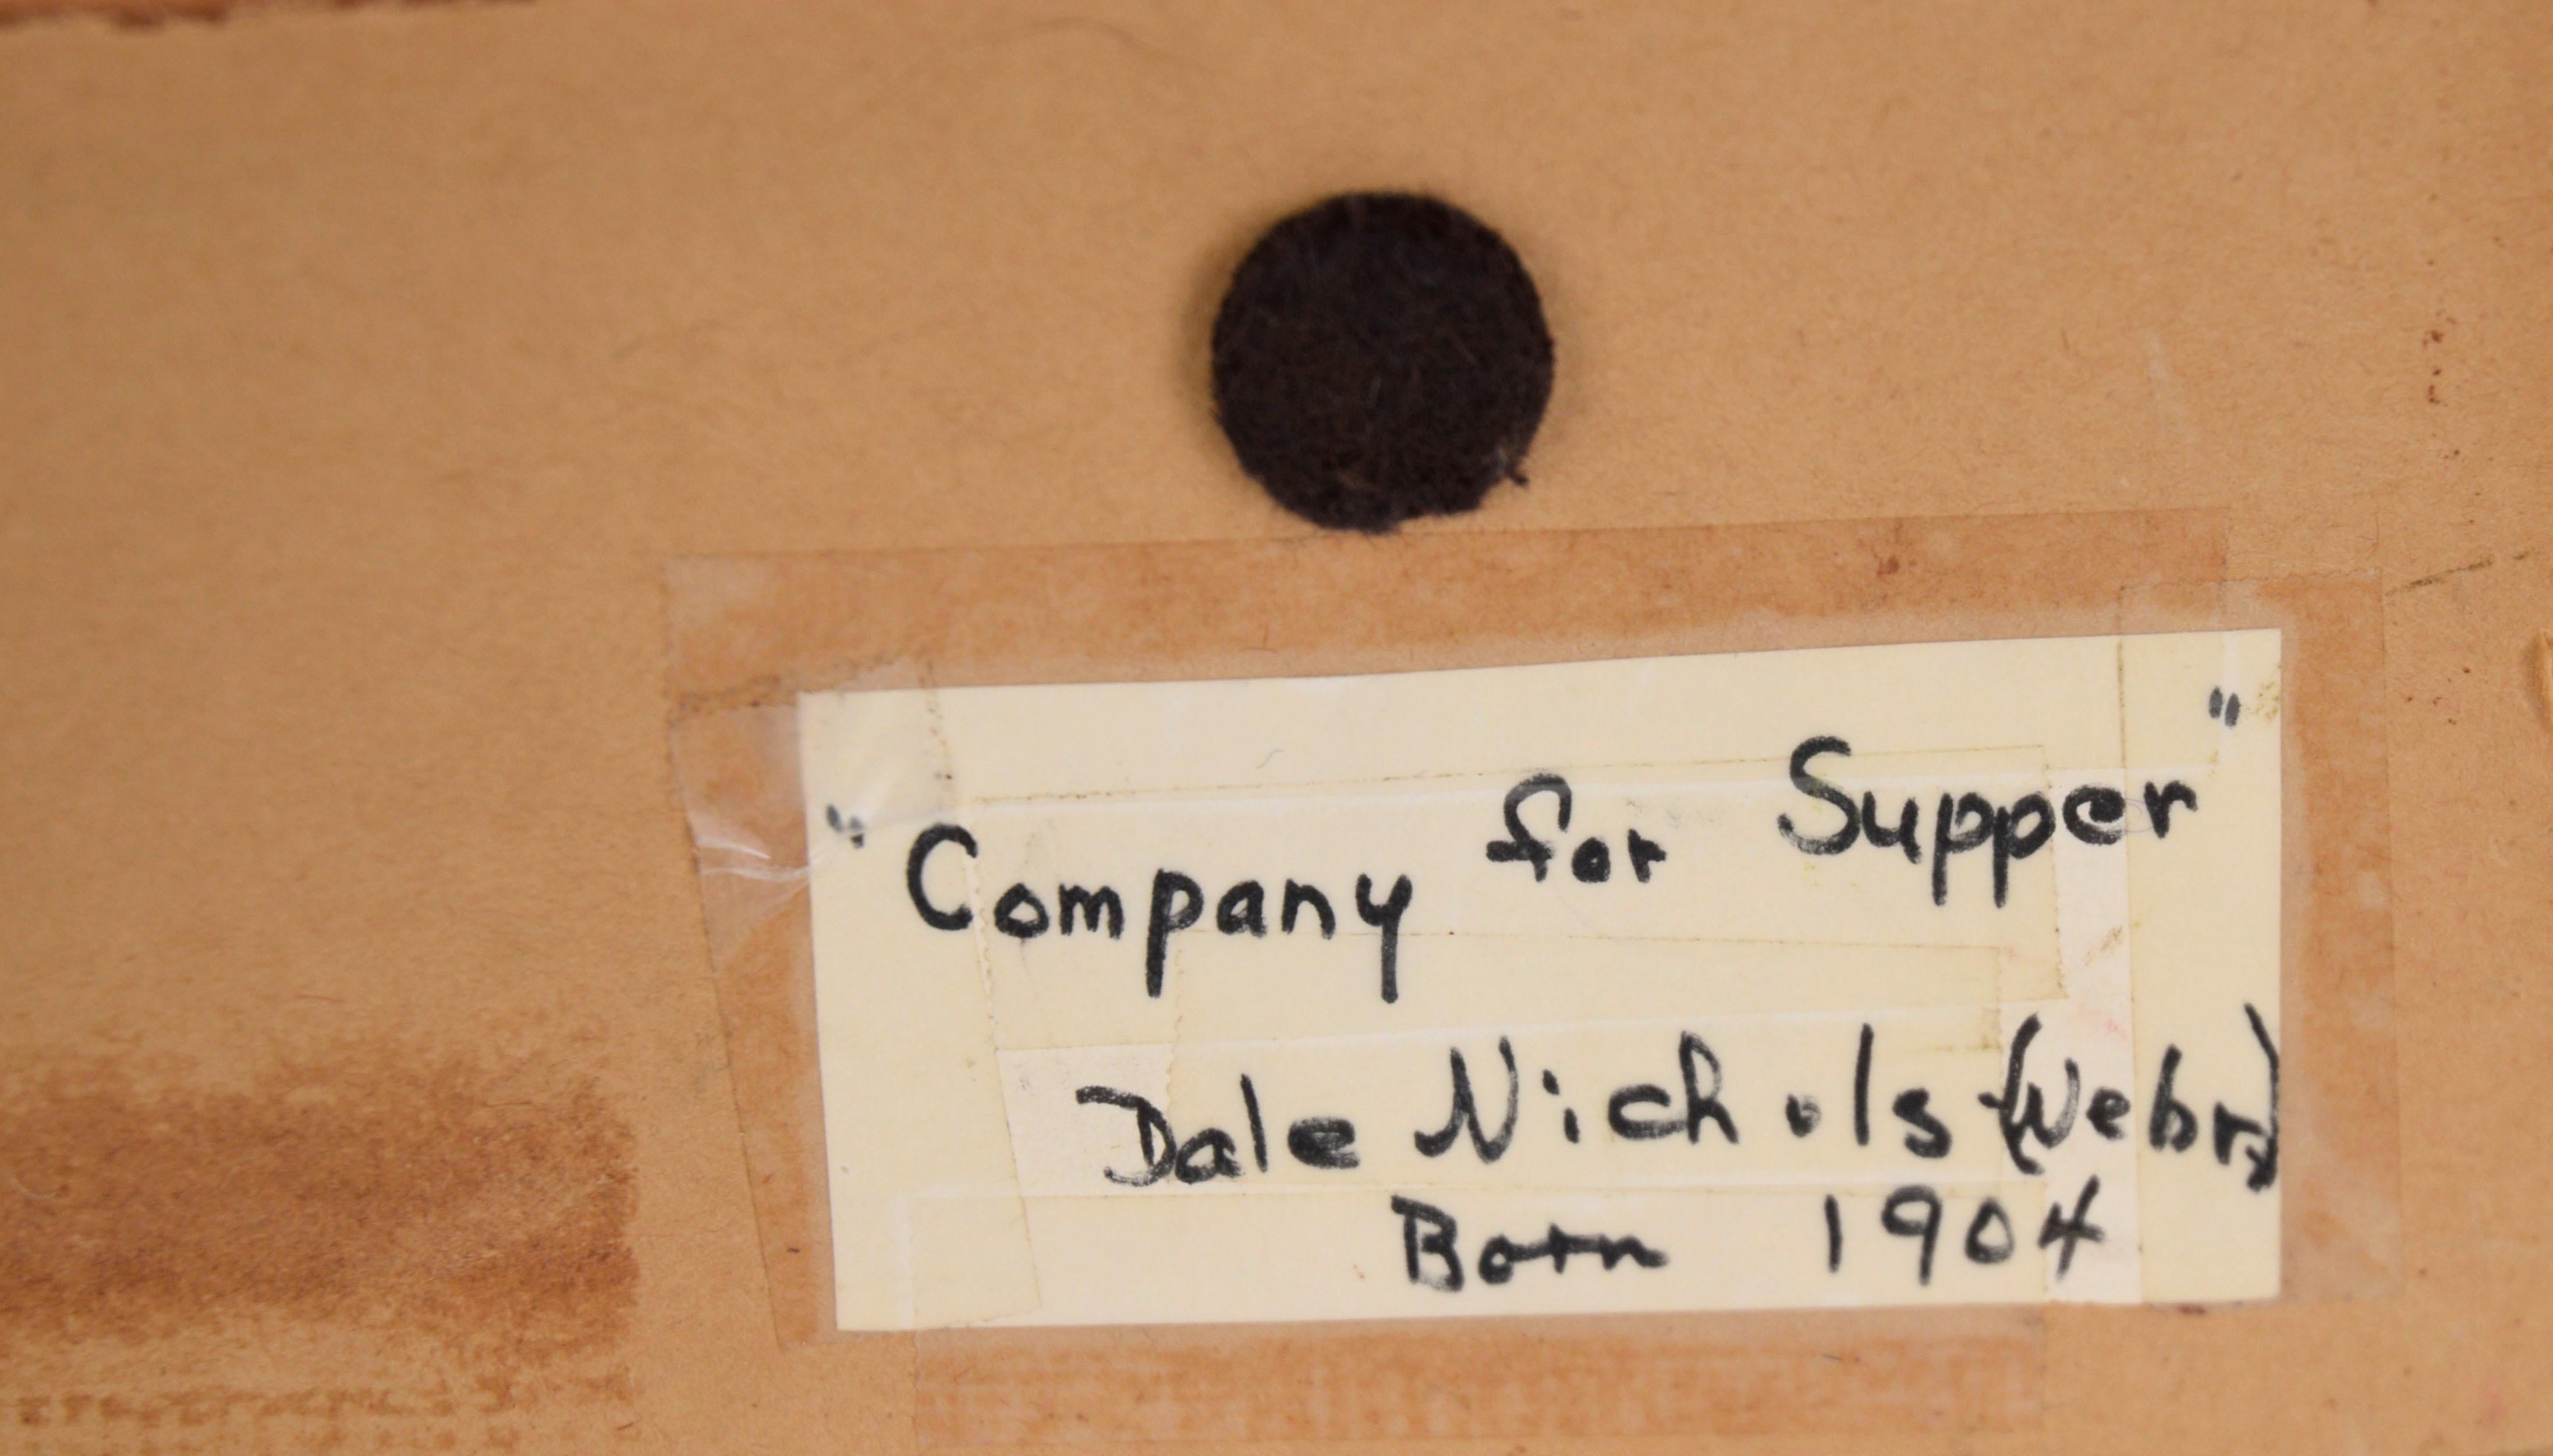 "Company for Supper"
Dale Nichols (Nebr)
Born 1904